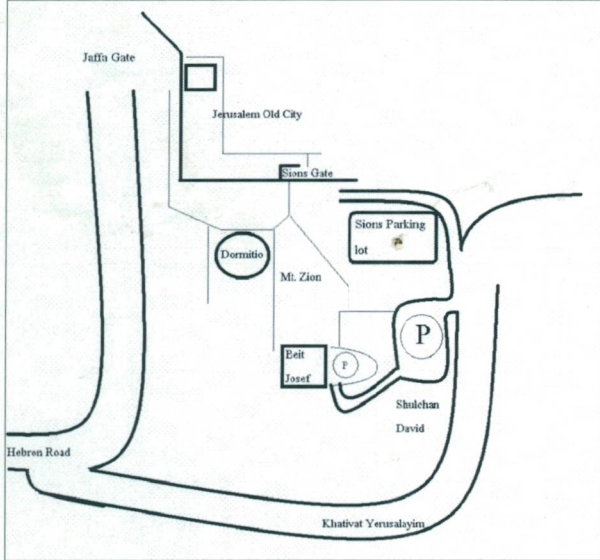 Jaffa Gate
Jerusalem Old City
Sions Gate
Sions Parking
lot
Dormitio
Mt. Zion
P
Beit
Josef
P
Shulchan
David
Hebron Road
Khativat Yerusalayim